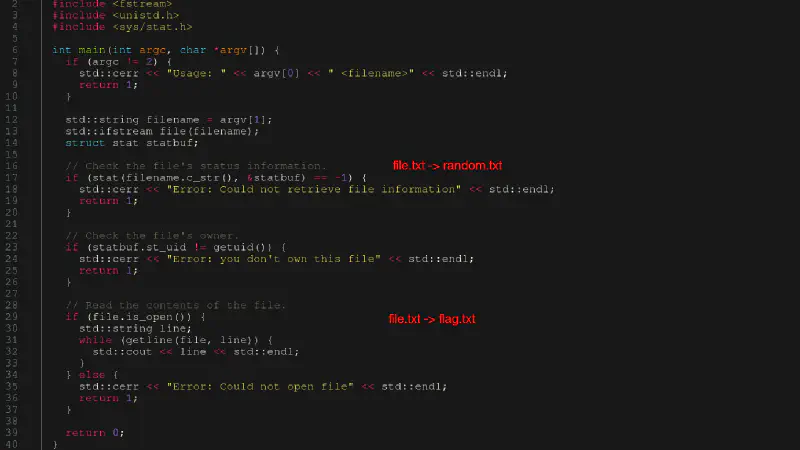 2 #include <fstream>
3 #include <unistd.h>
4 #include <sys/stat.h>
5
6 int main(int argc, char *argv[]) {
7 if (argc != 2) {
8 std::cerr << "Usage: " << argv[0] << " <filename>" << std::endl;
9 return 1;
10 }
11
12 std::string filename = argv[1];
13 std::ifstream file(filename);
14 struct stat statbuf;
15
16 // Check the file's status information. file.txt -> random.txt
17 if (stat(filename.c_str(), &statbuf) == -1) {
18 std::cerr << "Error: Could not retrieve file information" << std::endl;
19 return 1;
20 }
21
22 // Check the file's owner.
23 if (statbuf.st_uid != getuid()) {
24 std::cerr << "Error: you don't own this file" << std::endl;
25 return 1;
26 }
27
28 // Read the contents of the file.
29 if (file.is_open()) { file.txt -> flag.txt
30 std::string line;
31 while (getline(file, line)) {
32 std::cout << line << std::endl;
33 }
34 } else {
35 std::cerr << "Error: Could not open file" << std::endl;
36 return 1;
37 }
38
39 return 0;
40 }